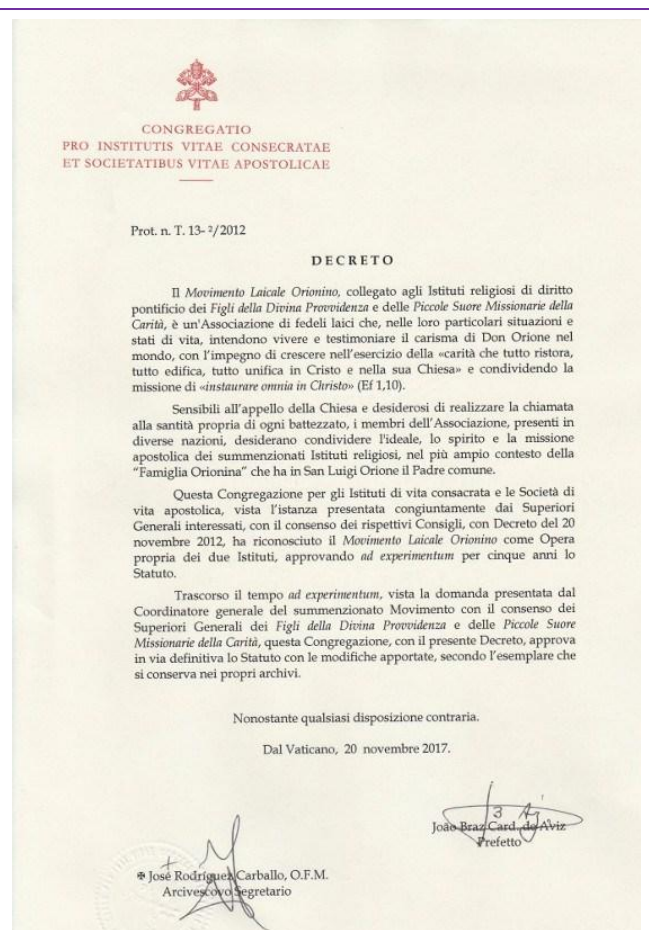 CONGREGATIO
PRO INSTITUTIS VITAE CONSECRATAE
ET SOCIETATIBUS VITAE APOSTOLICAE
Prot. n. T. 13- 2/2012
DECRETO
Il Movimento Laicale Orionino, collegato agli Istituti religiosi di diritto
pontificio dei Figli della Divina Provvidenza e delle Piccole Suore Missionarie della
Carità, è un'Associazione di fedeli laici che, nelle loro particolari situazioni e
stati di vita, intendono vivere e testimoniare il carisma di Don Orione nel
mondo, con l'impegno di crescere nell'esercizio della «carità che tutto ristora,
tutto edifica, tutto unifica in Cristo e nella sua Chiesa» e condividendo la
missione di «instaurare omnia in Christo» (Ef 1,10).
Sensibili all'appello della Chiesa e desiderosi di realizzare la chiamata
alla santità propria di ogni battezzato, i membri dell'Associazione, presenti in
diverse nazioni, desiderano condividere l'ideale, lo spirito e la missione
apostolica dei summenzionati Istituti religiosi, nel più ampio contesto della
“Famiglia Orionina” che ha in San Luigi Orione il Padre comune.
Questa Congregazione per gli Istituti di vita consacrata e le Società di
vita apostolica, vista l'istanza presentata congiuntamente dai Superiori
Generali interessati, con il consenso dei rispettivi Consigli, con Decreto del 20
novembre 2012, ha riconosciuto il Movimento Laicale Orionino come Opera
propria dei due Istituti, approvando ad experimentum per cinque anni lo
Statuto.
Trascorso il tempo ad experimentum, vista la domanda presentata dal
Coordinatore generale del summenzionato Movimento con il consenso dei
Superiori Generali dei Figli della Divina Provvidenza e delle Piccole Suore
Missionarie della Carità, questa Congregazione, con il presente Decreto, approva
in via definitiva lo Statuto con le modifiche apportate, secondo l'esemplare che
si conserva nei propri archivi.
Nonostante qualsiasi disposizione contraria.
Dal Vaticano, 20 novembre 2017.
João Braz Card. de Aviz
Prefetto
✠ José Rodríguez Carballo, O.F.M.
Arcivescovo Segretario